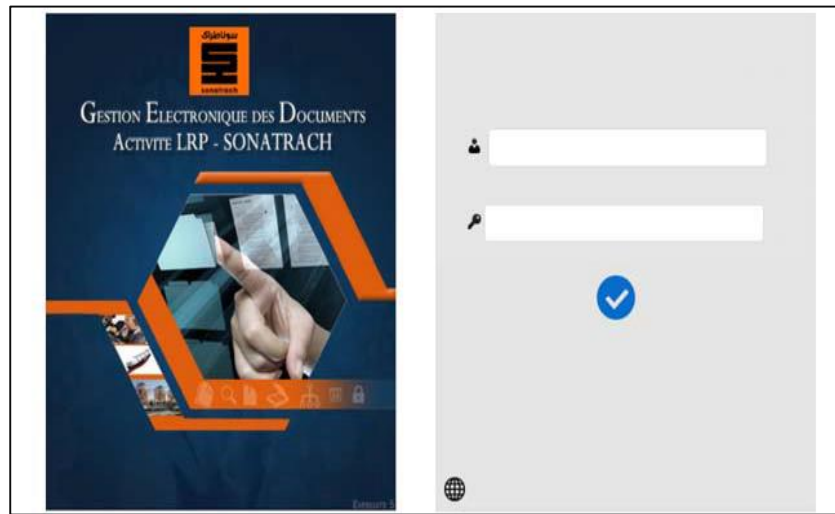 سوناطراك
sonatrach
GESTION ELECTRONIQUE DES DOCUMENTS
ACTIVITE LRP - SONATRACH